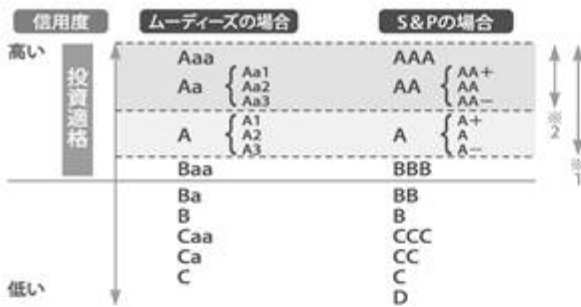 信用度 ムーディーズの場合 S&Pの場合
高い
投資適格
Aaa AAA
Aa { Aa1 AA { AA+
Aa2 AA
Aa3 AA−
A { A1 A { A+
A2 A
A3 A−
Baa BBB
Ba BB
B B
Caa CCC
Ca CC
C C
低い D
※2
※1